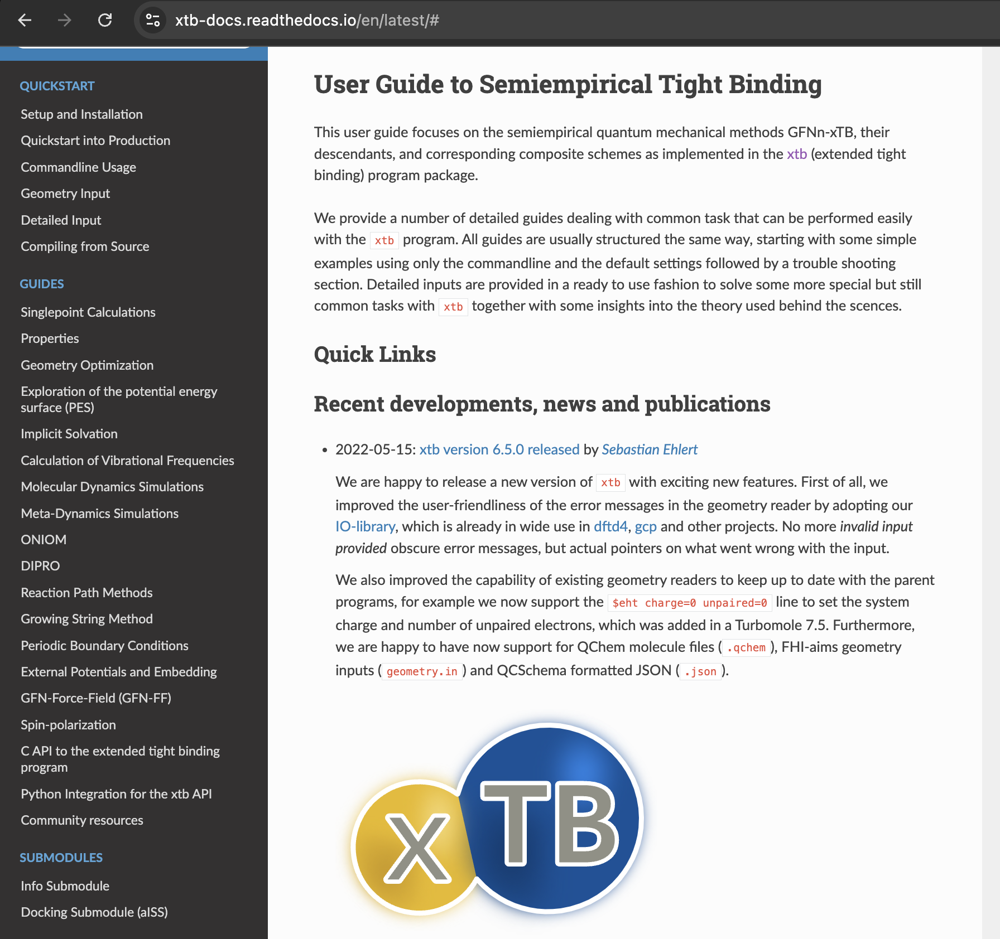 xtb-docs.readthedocs.io/en/latest/#
QUICKSTART
Setup and Installation
Quickstart into Production
Commandline Usage
Geometry Input
Detailed Input
Compiling from Source
GUIDES
Singlepoint Calculations
Properties
Geometry Optimization
Exploration of the potential energy
surface (PES)
Implicit Solvation
Calculation of Vibrational Frequencies
Molecular Dynamics Simulations
Meta-Dynamics Simulations
ONIOM
DIPRO
Reaction Path Methods
Growing String Method
Periodic Boundary Conditions
External Potentials and Embedding
GFN-Force-Field (GFN-FF)
Spin-polarization
C API to the extended tight binding
program
Python Integration for the xtb API
Community resources
SUBMODULES
Info Submodule
Docking Submodule (aISS)
User Guide to Semiempirical Tight Binding
This user guide focuses on the semiempirical quantum mechanical methods GFNn-xTB, their
descendants, and corresponding composite schemes as implemented in the xtb (extended tight
binding) program package.
We provide a number of detailed guides dealing with common task that can be performed easily
with the xtb program. All guides are usually structured the same way, starting with some simple
examples using only the commandline and the default settings followed by a trouble shooting
section. Detailed inputs are provided in a ready to use fashion to solve some more special but still
common tasks with xtb together with some insights into the theory used behind the scences.
Quick Links
Recent developments, news and publications
• 2022-05-15: xtb version 6.5.0 released by Sebastian Ehlert
We are happy to release a new version of xtb with exciting new features. First of all, we
improved the user-friendliness of the error messages in the geometry reader by adopting our
IO-library, which is already in wide use in dftd4, gcp and other projects. No more invalid input
provided obscure error messages, but actual pointers on what went wrong with the input.
We also improved the capability of existing geometry readers to keep up to date with the parent
programs, for example we now support the $eht charge=0 unpaired=0 line to set the system
charge and number of unpaired electrons, which was added in a Turbomole 7.5. Furthermore,
we are happy to have now support for QChem molecule files (.qchem), FHI-aims geometry
inputs (geometry.in) and QCSchema formatted JSON (.json).
xTB